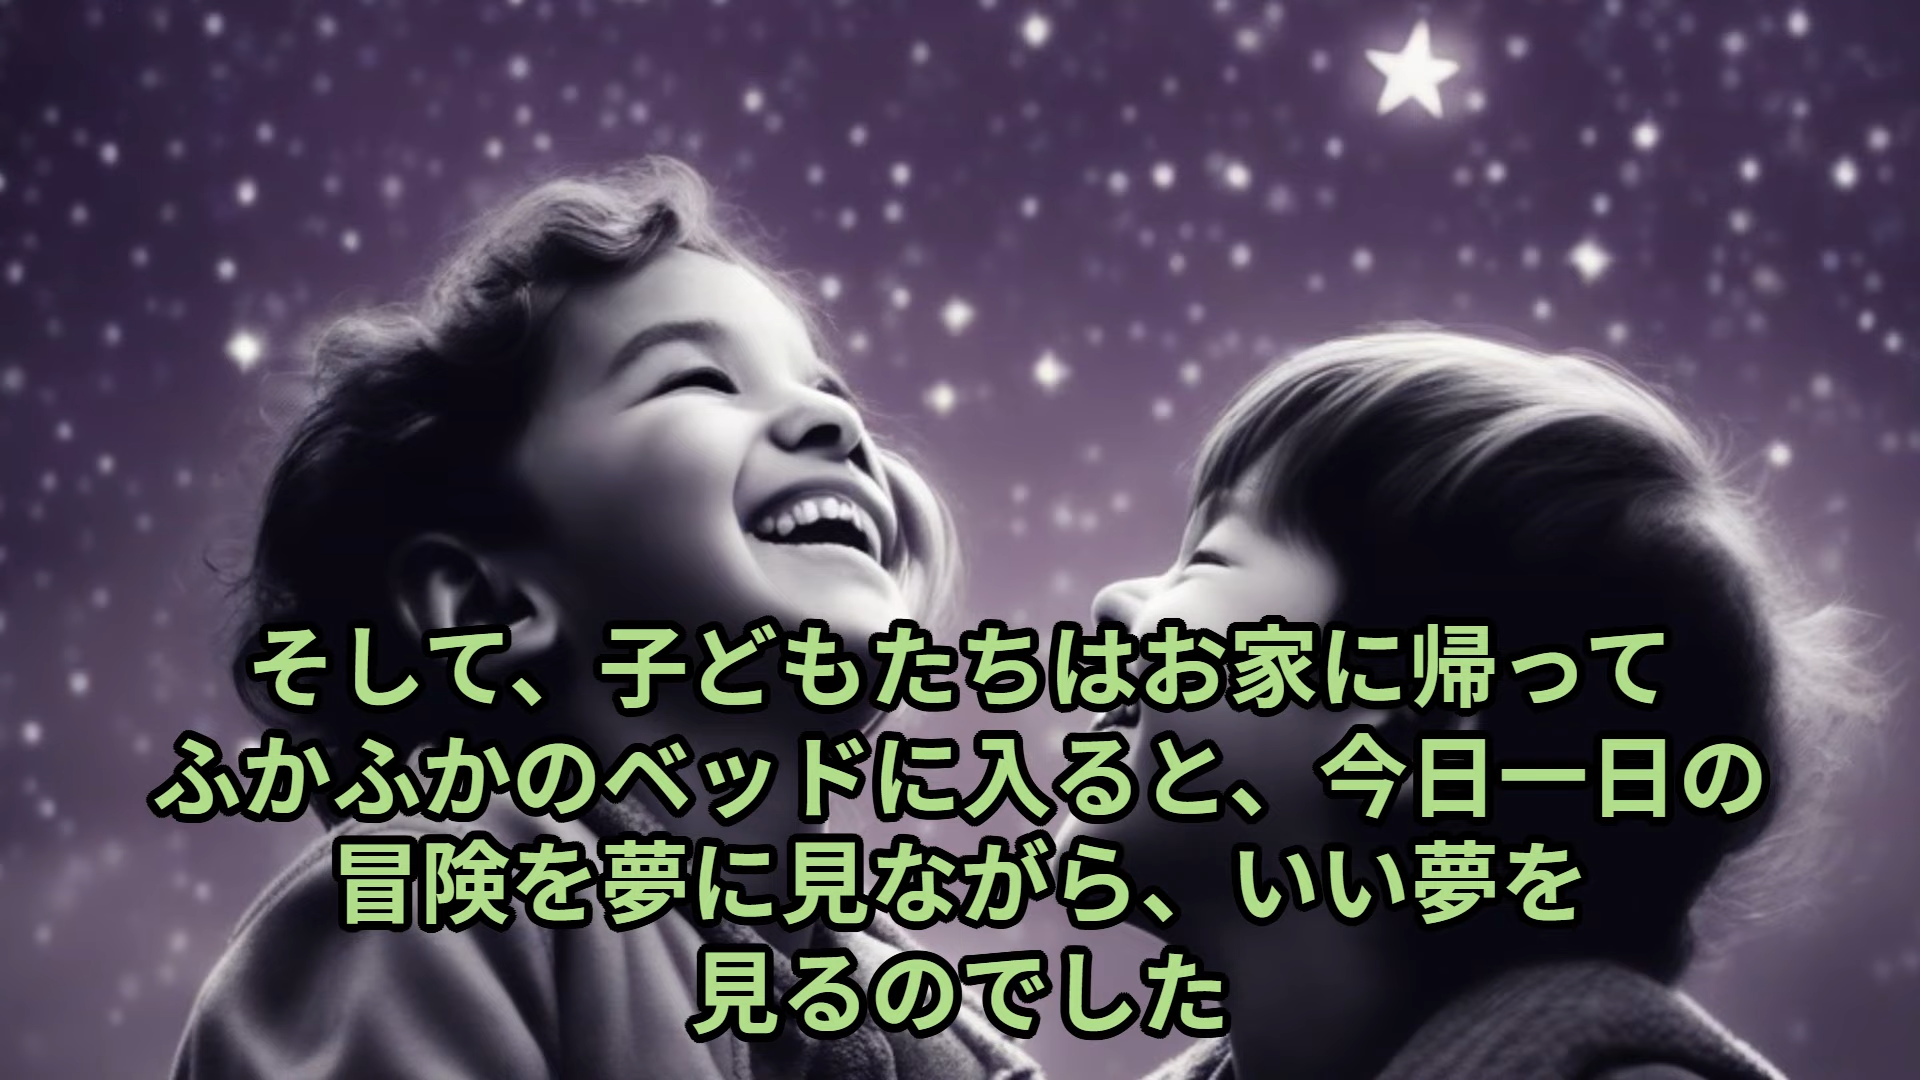 そして、子どもたちはお家に帰って
ふかふかのベッドに入ると、今日一日の
冒険を夢に見ながら、いい夢を
見るのでした